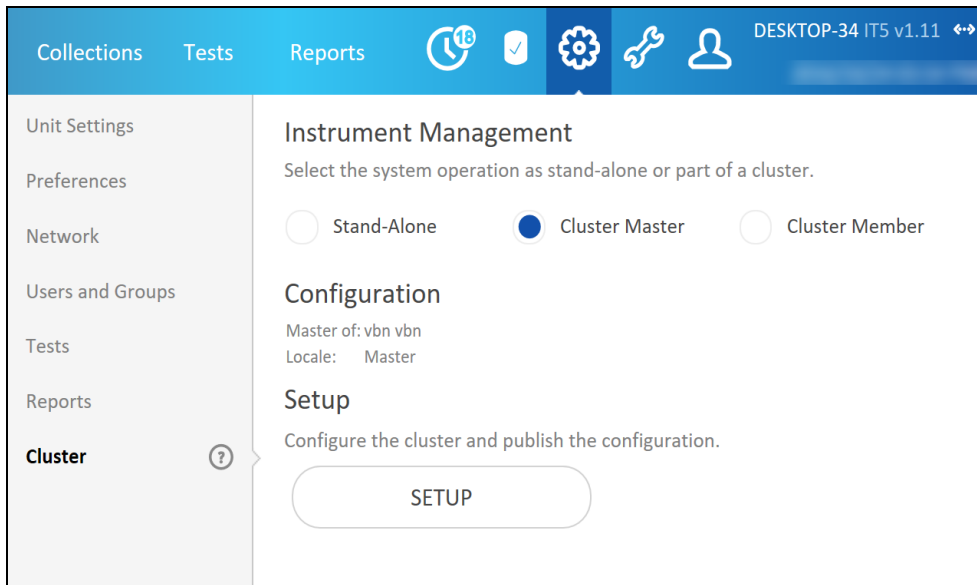 Collections Tests Reports 18 DESKTOP-34 IT5 v1.11
Unit Settings
Preferences
Network
Users and Groups
Tests
Reports
Cluster ?
Instrument Management
Select the system operation as stand-alone or part of a cluster.
Stand-Alone Cluster Master Cluster Member
Configuration
Master of: vbn vbn
Locale: Master
Setup
Configure the cluster and publish the configuration.
SETUP